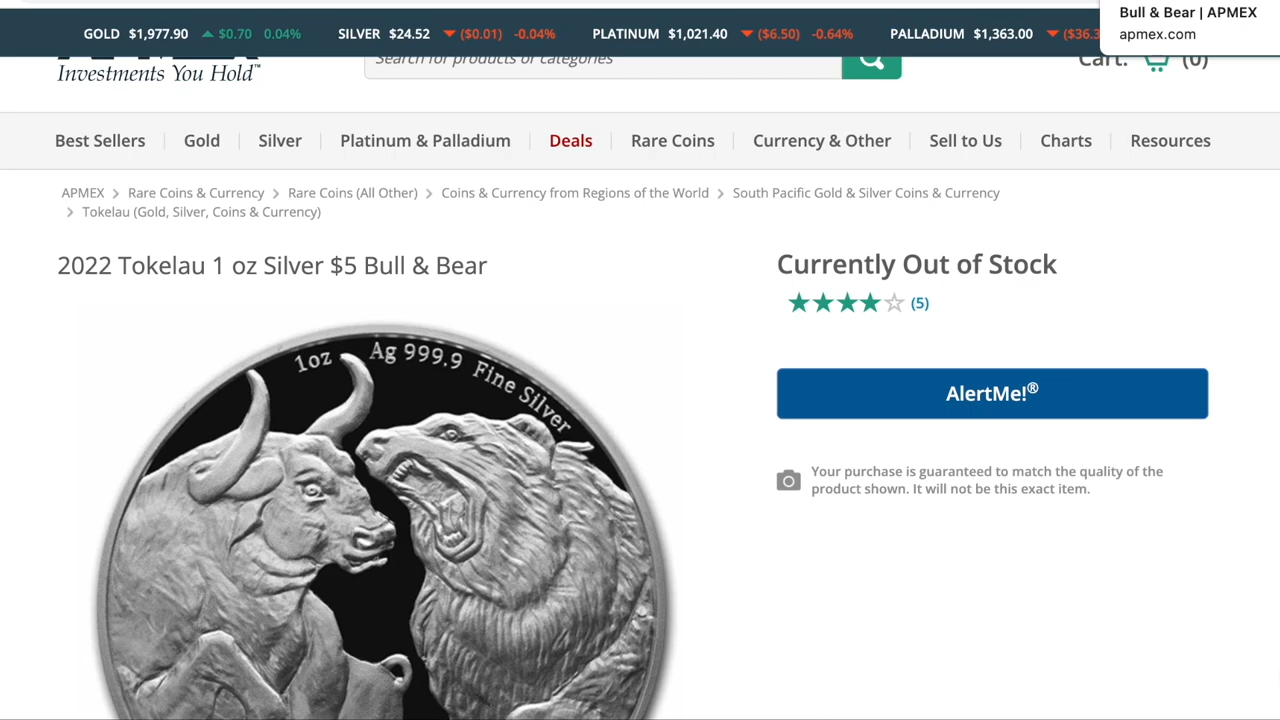 Bull & Bear | APMEX
apmex.com
GOLD $1,977.90 $0.70 0.04% SILVER $24.52 ($0.01) -0.04% PLATINUM $1,021.40 ($6.50) -0.64% PALLADIUM $1,363.00 ($36.3
APMEX
Investments You Hold™
Search for products or categories
Cart: (0)
Best Sellers Gold Silver Platinum & Palladium Deals Rare Coins Currency & Other Sell to Us Charts Resources
APMEX > Rare Coins & Currency > Rare Coins (All Other) > Coins & Currency from Regions of the World > South Pacific Gold & Silver Coins & Currency
> Tokelau (Gold, Silver, Coins & Currency)
2022 Tokelau 1 oz Silver $5 Bull & Bear
Currently Out of Stock
(5)
AlertMe!®
Your purchase is guaranteed to match the quality of the
product shown. It will not be this exact item.
1oz Ag 999.9 Fine Silver